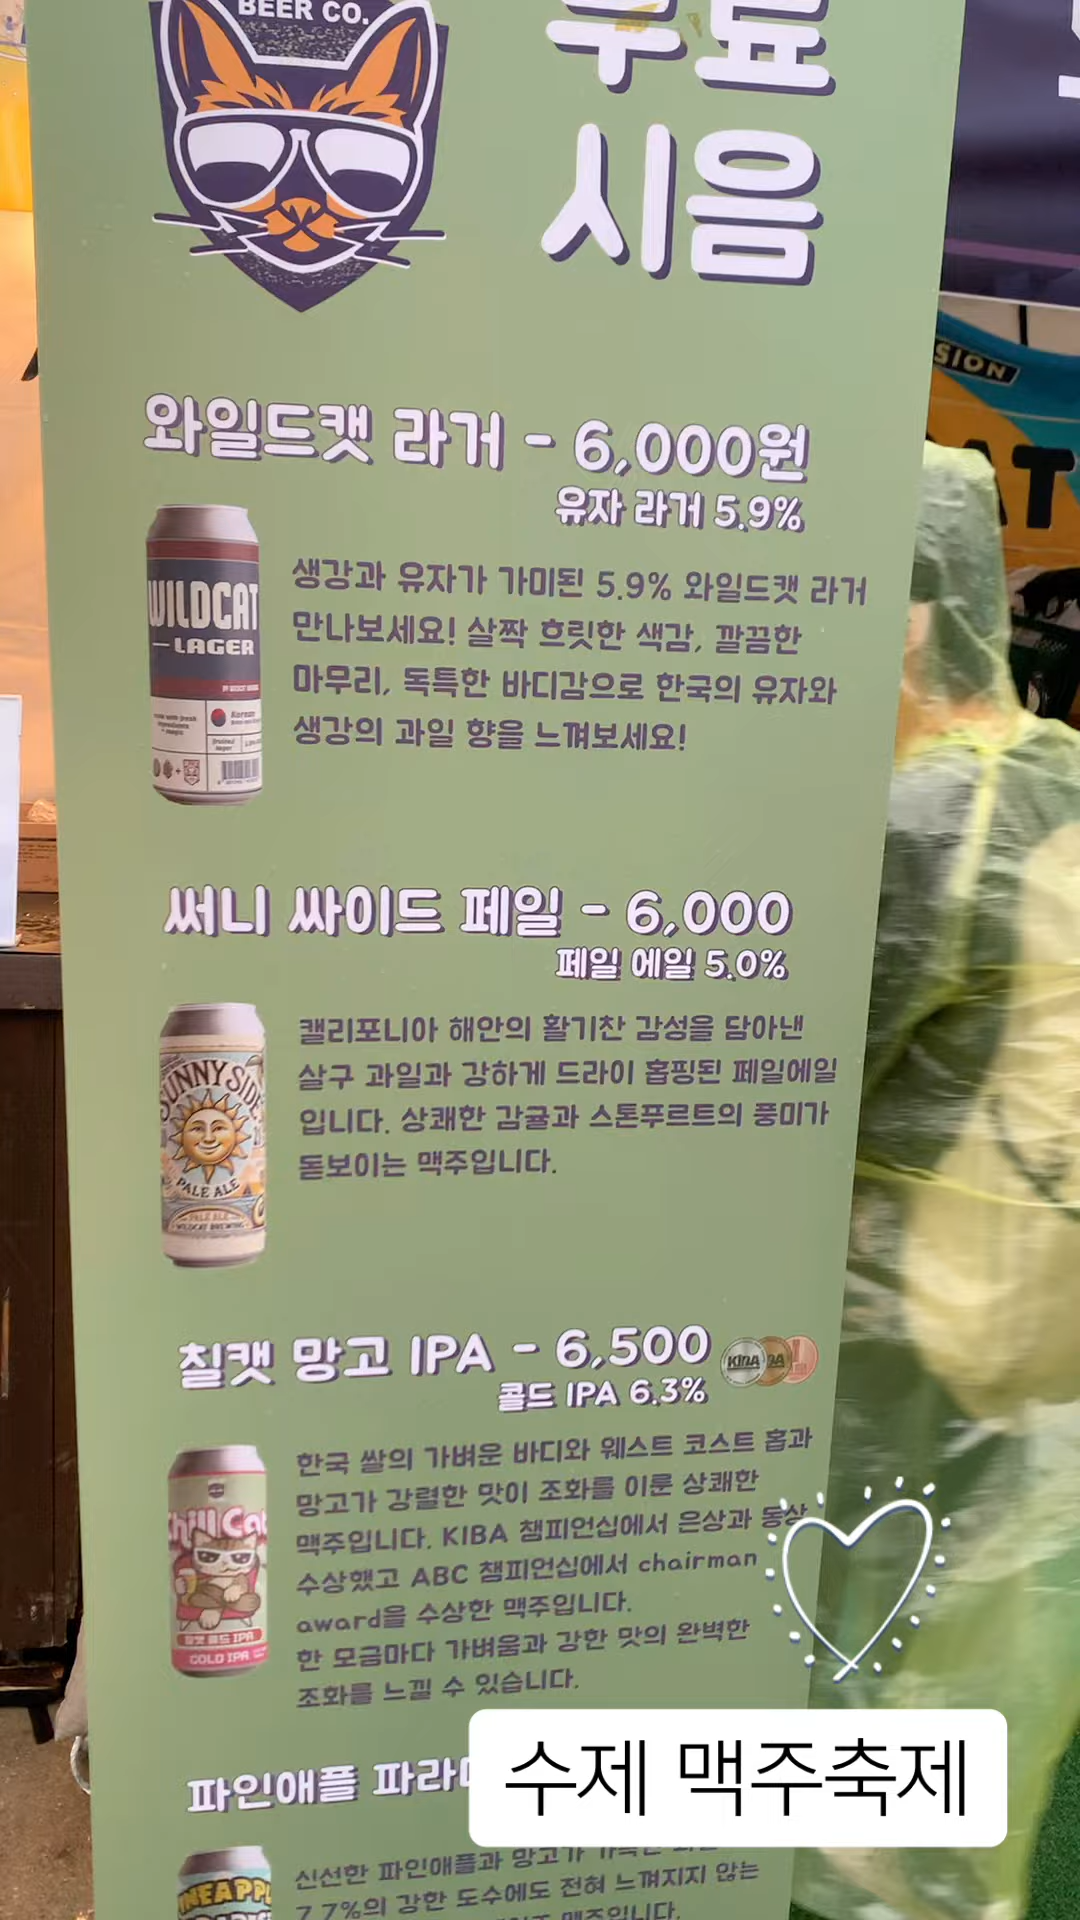 BEER CO.
무료
시음
SION
AT
와일드캣 라거 - 6,000원
유자 라거 5.9%
WILDCAT
LAGER
생강과 유자가 가미된 5.9% 와일드캣 라거
만나보세요! 살짝 흐릿한 색감, 깔끔한
마무리, 독특한 바디감으로 한국의 유자와
생강의 과일 향을 느껴보세요!
써니 싸이드 페일 - 6,000
페일 에일 5.0%
SUNNY SIDE
PALE ALE
캘리포니아 해안의 활기찬 감성을 담아낸
살구 과일과 강하게 드라이 홉핑된 페일에일
입니다. 상쾌한 감귤과 스톤푸르트의 풍미가
돋보이는 맥주입니다.
칠캣 망고 IPA - 6,500
KIBA
콜드 IPA 6.3%
Chill Cat
COLD IPA
한국 쌀의 가벼운 바디와 웨스트 코스트 홉과
망고가 강렬한 맛이 조화를 이룬 상쾌한
맥주입니다. KIBA 챔피언십에서 은상과 동상
수상했고 ABC 챔피언십에서 chairman
award을 수상한 맥주입니다.
한 모금마다 가벼움과 강한 맛의 완벽한
조화를 느낄 수 있습니다.
수제 맥주축제
파인애플
신선한 파인애플과 망고가
7.7%의 강한 도수에도 전혀 느껴지지 않는
맥주입니다.